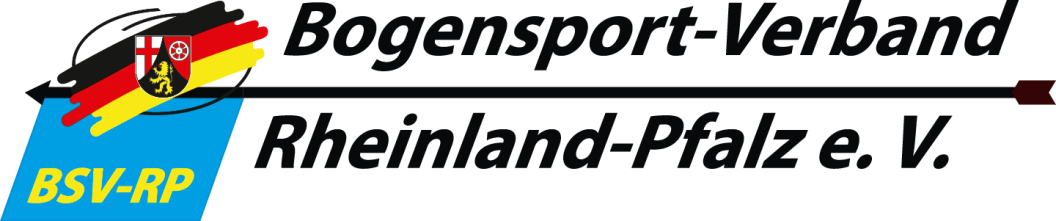 Bogensport-Verband
Rheinland-Pfalz e. V.
BSV-RP